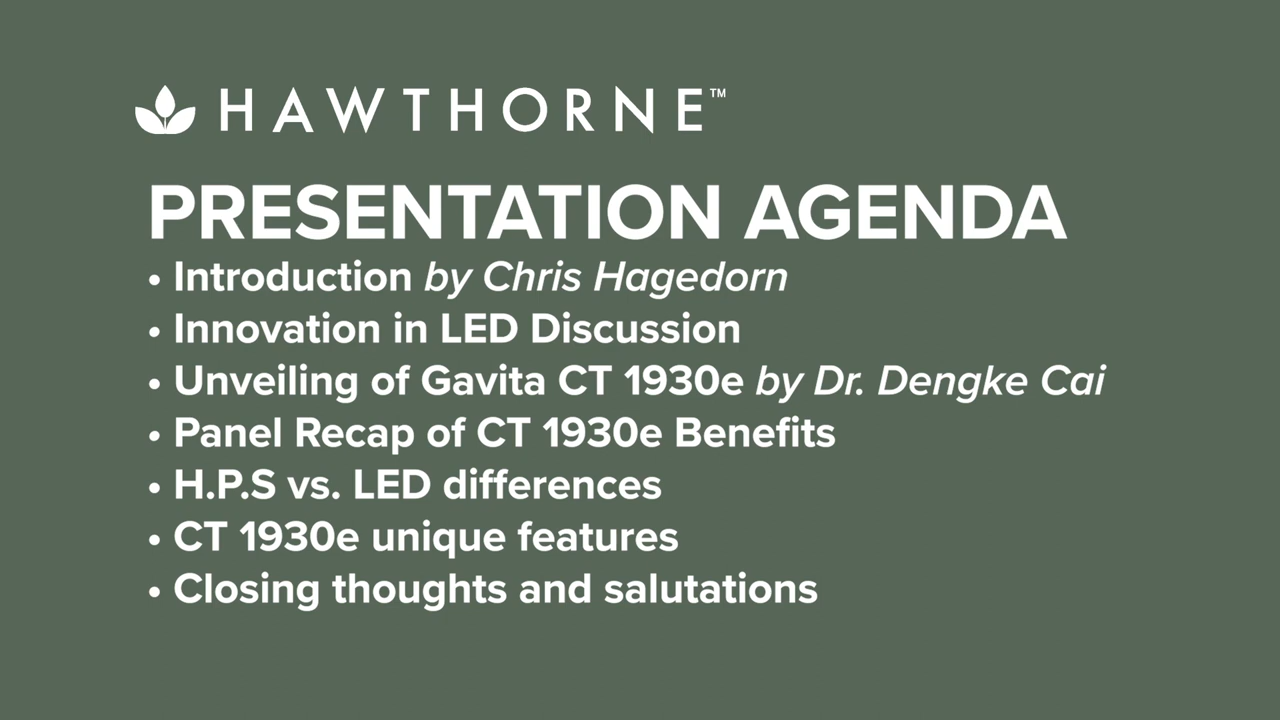 HAWTHORNE™
PRESENTATION AGENDA
• Introduction by Chris Hagedorn
• Innovation in LED Discussion
• Unveiling of Gavita CT 1930e by Dr. Dengke Cai
• Panel Recap of CT 1930e Benefits
• H.P.S vs. LED differences
• CT 1930e unique features
• Closing thoughts and salutations